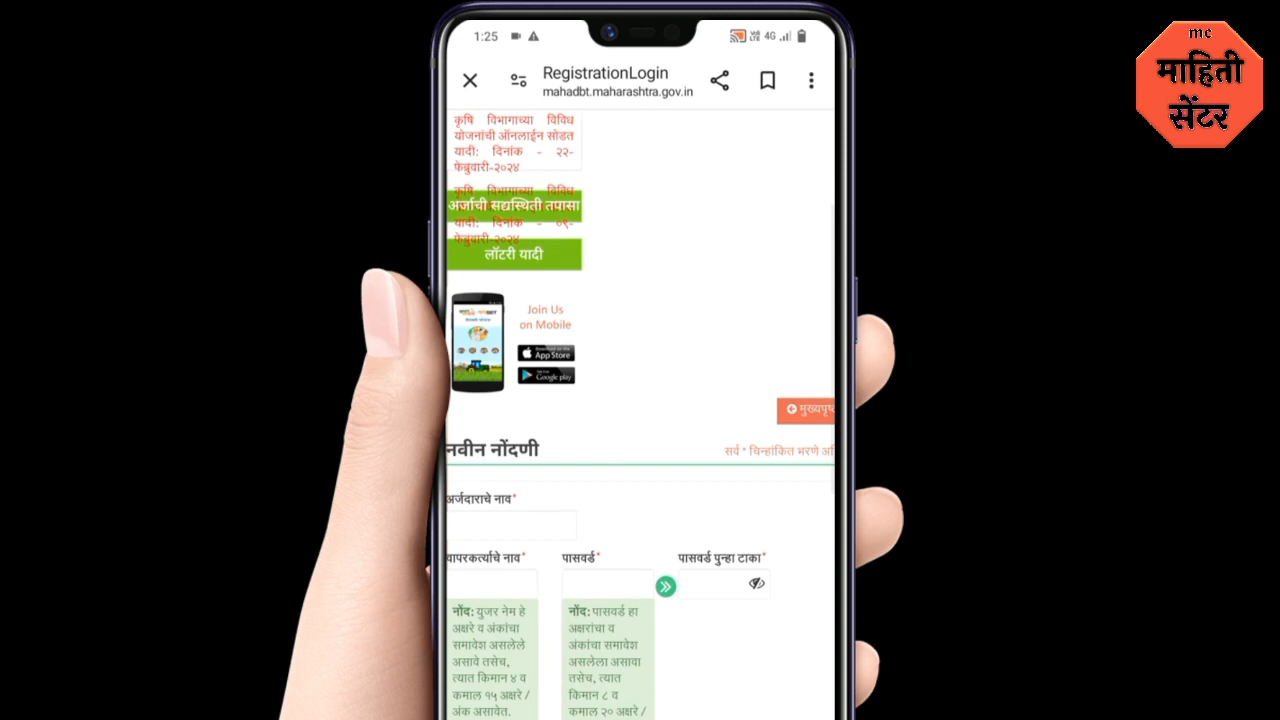 mc
माहिती
सेंटर
1:25
4G
RegistrationLogin
mahadbt.maharashtra.gov.in
कृषि विभागाच्या विविध
योजनांची ऑनलाईन सोडत
यादी: दिनांक - २२-
फेब्रुवारी-२०२४
कृषि विभागाच्या विविध
अर्जाची सद्यस्थिती तपासा
यादी: दिनांक - ०९-
फेब्रुवारी-२०२४
लॉटरी यादी
Join Us
on Mobile
App Store
Google play
मुख्यपृष्ठ
नवीन नोंदणी
सर्व * चिन्हांकित भरणे
अर्जदाराचे नाव*
वापरकर्त्याचे नाव* पासवर्ड* पासवर्ड पुन्हा टाका*
नोंद: युजर नेम हे
अक्षरे व अंकांचा
समावेश असलेले
असावे तसेच,
त्यात किमान ४ व
कमाल १५ अक्षरे /
अंक असावेत.
नोंद: पासवर्ड हा
अक्षरांचा व
अंकांचा समावेश
असलेला असावा
तसेच, त्यात
किमान ८ व
कमाल २० अक्षरे /